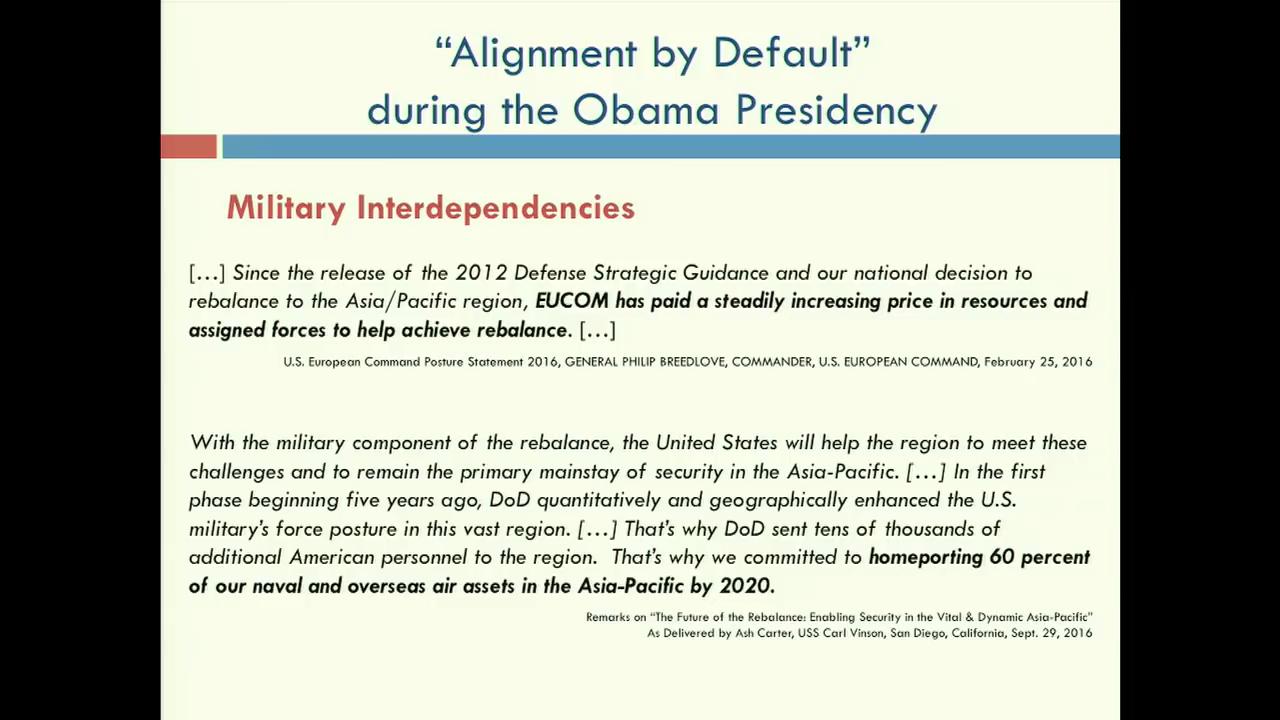 “Alignment by Default”
during the Obama Presidency
Military Interdependencies
[…] Since the release of the 2012 Defense Strategic Guidance and our national decision to
rebalance to the Asia/Pacific region, EUCOM has paid a steadily increasing price in resources and
assigned forces to help achieve rebalance. […]
U.S. European Command Posture Statement 2016, GENERAL PHILIP BREEDLOVE, COMMANDER, U.S. EUROPEAN COMMAND, February 25, 2016
With the military component of the rebalance, the United States will help the region to meet these
challenges and to remain the primary mainstay of security in the Asia-Pacific. […] In the first
phase beginning five years ago, DoD quantitatively and geographically enhanced the U.S.
military’s force posture in this vast region. […] That’s why DoD sent tens of thousands of
additional American personnel to the region. That’s why we committed to homeporting 60 percent
of our naval and overseas air assets in the Asia-Pacific by 2020.
Remarks on “The Future of the Rebalance: Enabling Security in the Vital & Dynamic Asia-Pacific”
As Delivered by Ash Carter, USS Carl Vinson, San Diego, California, Sept. 29, 2016